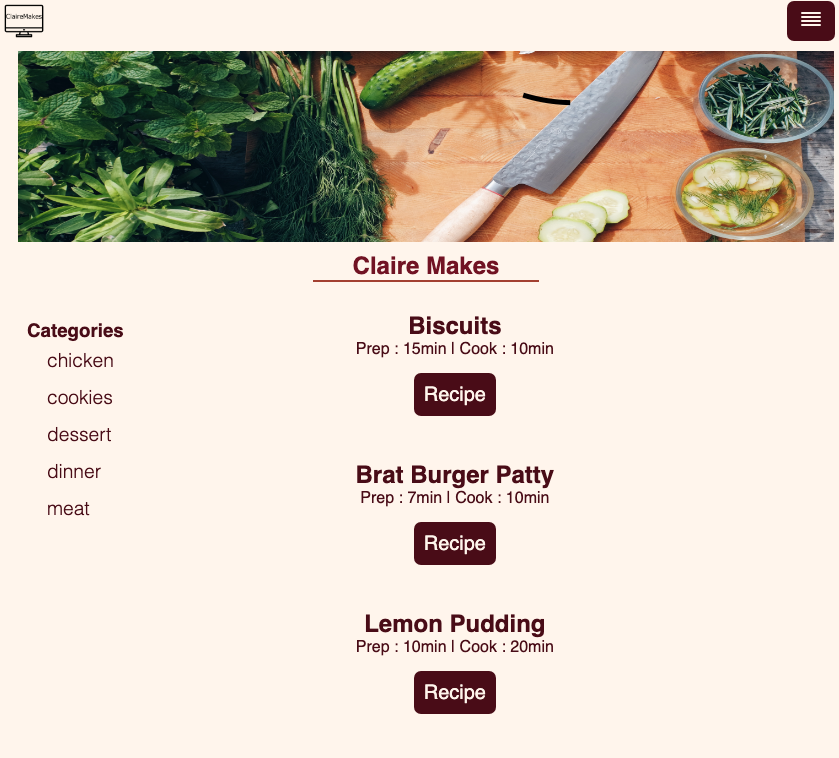 ClaireMakes
Claire Makes
Categories
chicken
cookies
dessert
dinner
meat
Biscuits
Prep : 15min | Cook : 10min
Recipe
Brat Burger Patty
Prep : 7min | Cook : 10min
Recipe
Lemon Pudding
Prep : 10min | Cook : 20min
Recipe